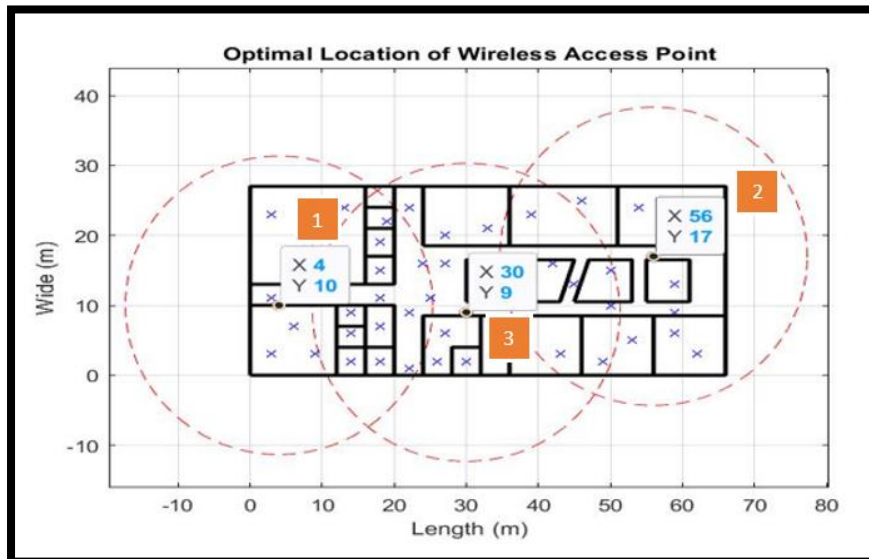 Optimal Location of Wireless Access Point
40
30
20
10
0
-10
Wide (m)
1
2
3
X 56
Y 17
X 4
Y 10
X 30
Y 9
-10
0
10
20
30
40
50
60
70
80
Length (m)